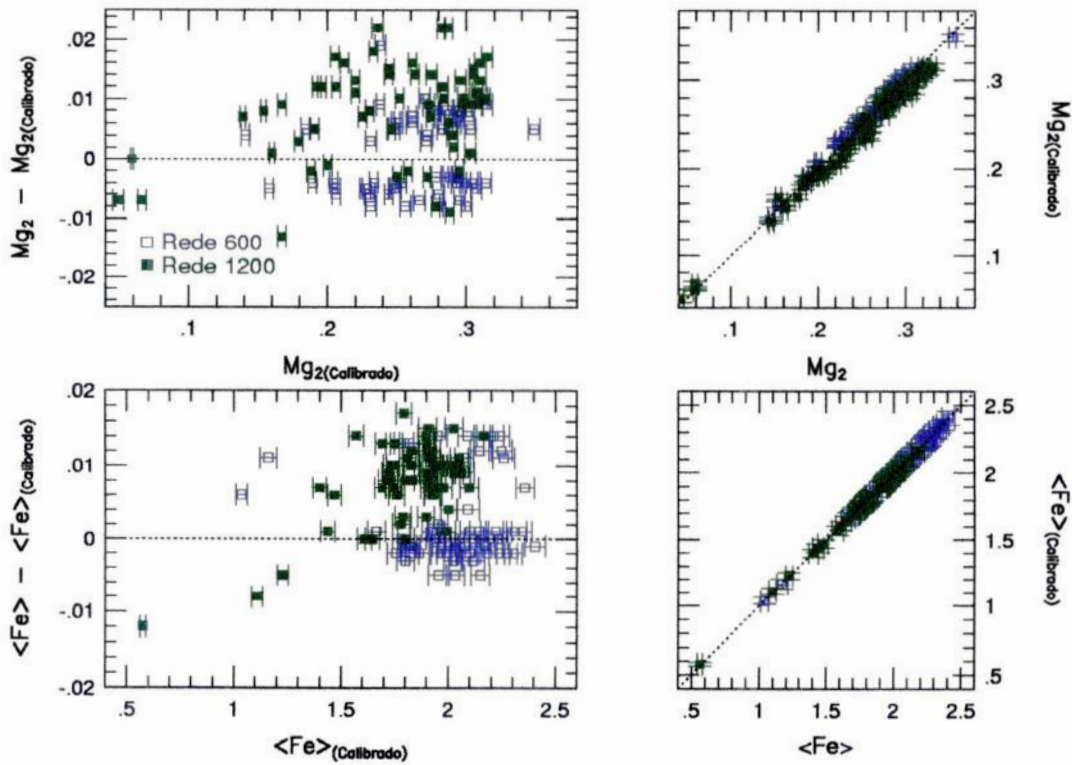 Mg2 − Mg2(Calibrado)
.02
.01
0
-.01
-.02
□ Rede 600
■ Rede 1200
.1 .2 .3
Mg2(Calibrado)
.3
.2
.1
Mg2(Calibrado)
.1 .2 .3
Mg2
<Fe> − <Fe>(Calibrado)
.02
.01
0
-.01
-.02
.5 1 1.5 2 2.5
<Fe>(Calibrado)
2.5
2
1.5
1
.5
<Fe>(Calibrado)
.5 1 1.5 2 2.5
<Fe>